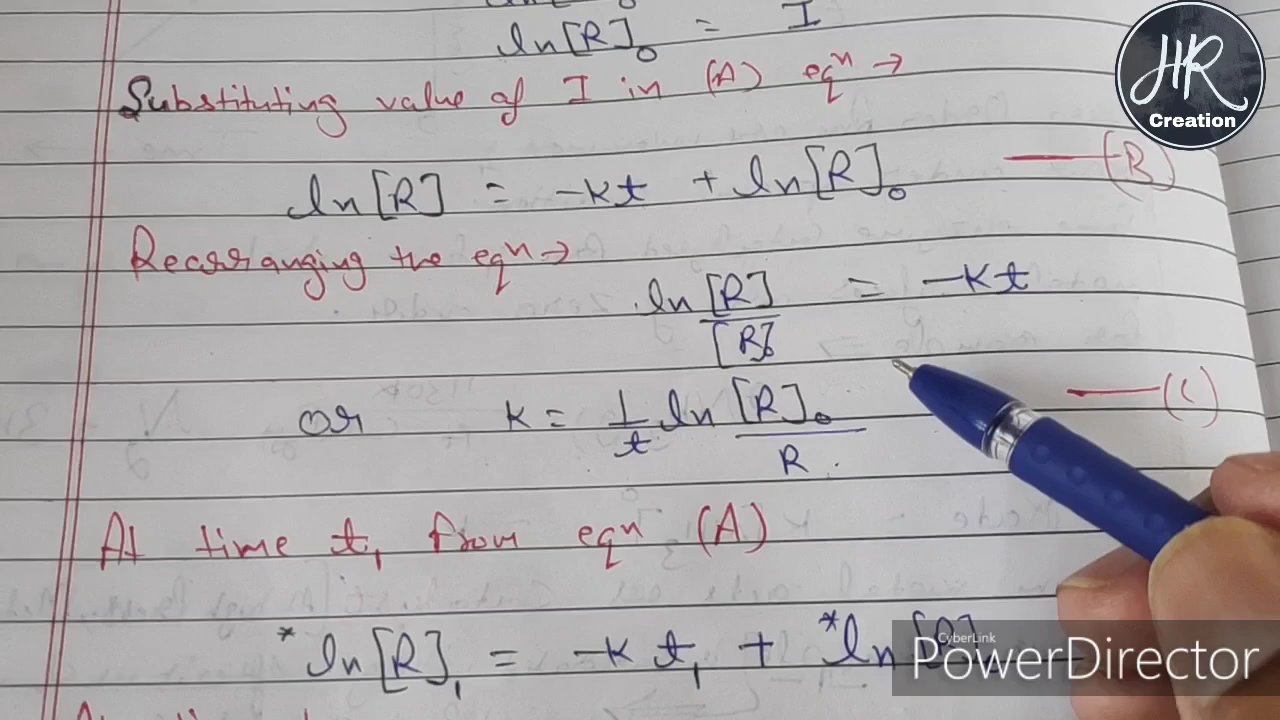 ln[R]₀ = I
Substituting value of I in (A) eqⁿ →
ln[R] = -kt + ln[R]₀ —(B)
Rearranging the eqⁿ →
ln [R]/[R]₀ = -kt
or k = 1/t ln [R]₀/R —(C)
At time t₁ from eqn (A)
*ln[R]₁ = -kt₁ + *ln[R]
HR
Creation
CyberLink
PowerDirector